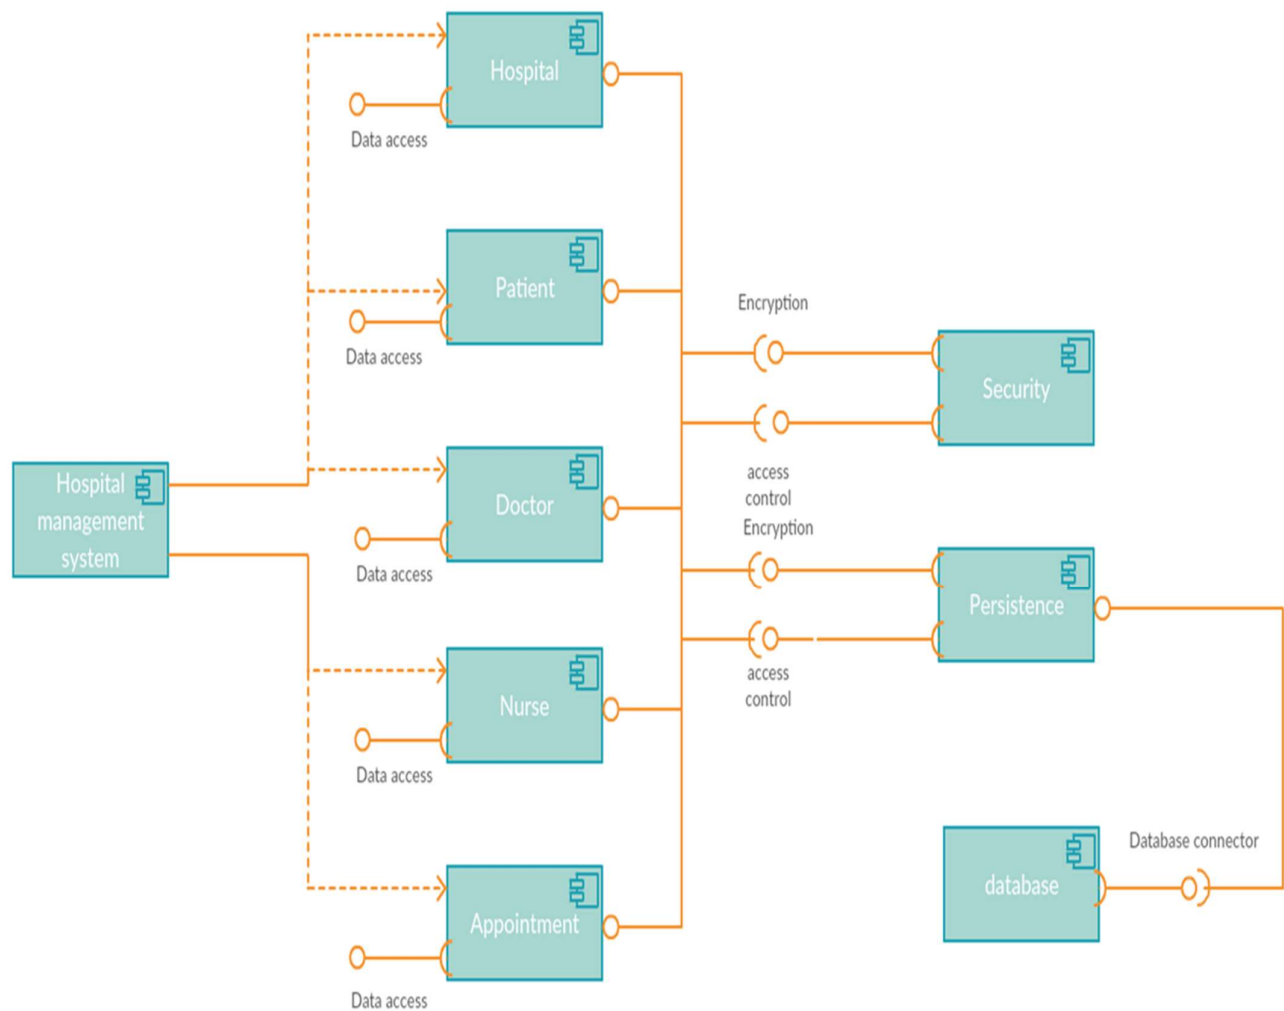 Hospital
Data access
Patient
Data access
Encryption
Security
access
control
Hospital
management
system
Doctor
Data access
Encryption
Persistence
access
control
Nurse
Data access
Database connector
database
Appointment
Data access